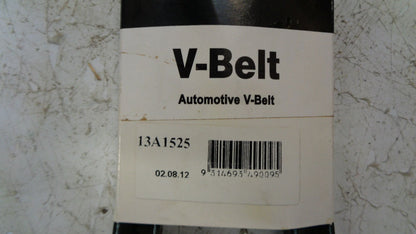 V-Belt
Automotive V-Belt
13A1525
02.08.12
9 314693 490095